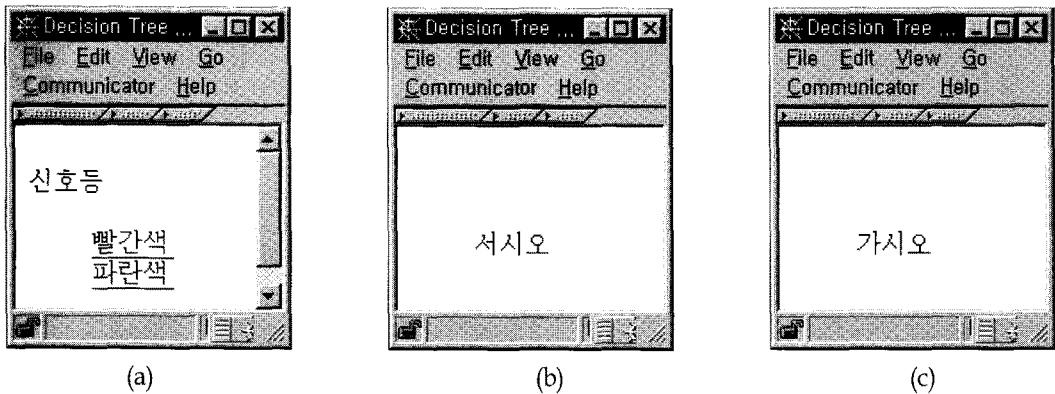 Decision Tree ...
File Edit View Go
Communicator Help
신호등
빨간색
파란색
(a)
Decision Tree ...
File Edit View Go
Communicator Help
서시오
(b)
Decision Tree ...
File Edit View Go
Communicator Help
가시오
(c)